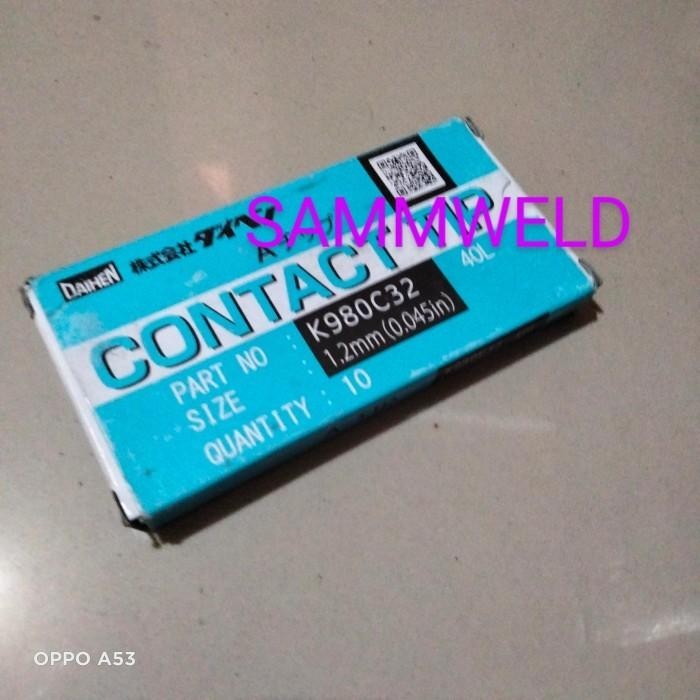 DAIHEN
株式会社 ダイヘン
SAMMWELD
CONTACT
40L
PART NO : K980C32
SIZE : 1.2mm(0.045in)
QUANTITY : 10
OPPO A53